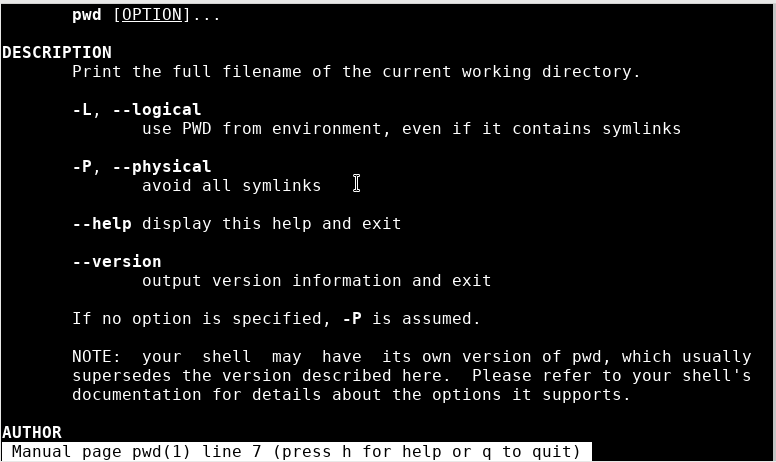 pwd [OPTION]...
DESCRIPTION
Print the full filename of the current working directory.
-L, --logical
use PWD from environment, even if it contains symlinks
-P, --physical
avoid all symlinks
--help display this help and exit
--version
output version information and exit
If no option is specified, -P is assumed.
NOTE:  your  shell  may  have  its own version of pwd, which usually
supersedes the version described here.  Please refer to your shell's
documentation for details about the options it supports.
AUTHOR
Manual page pwd(1) line 7 (press h for help or q to quit)